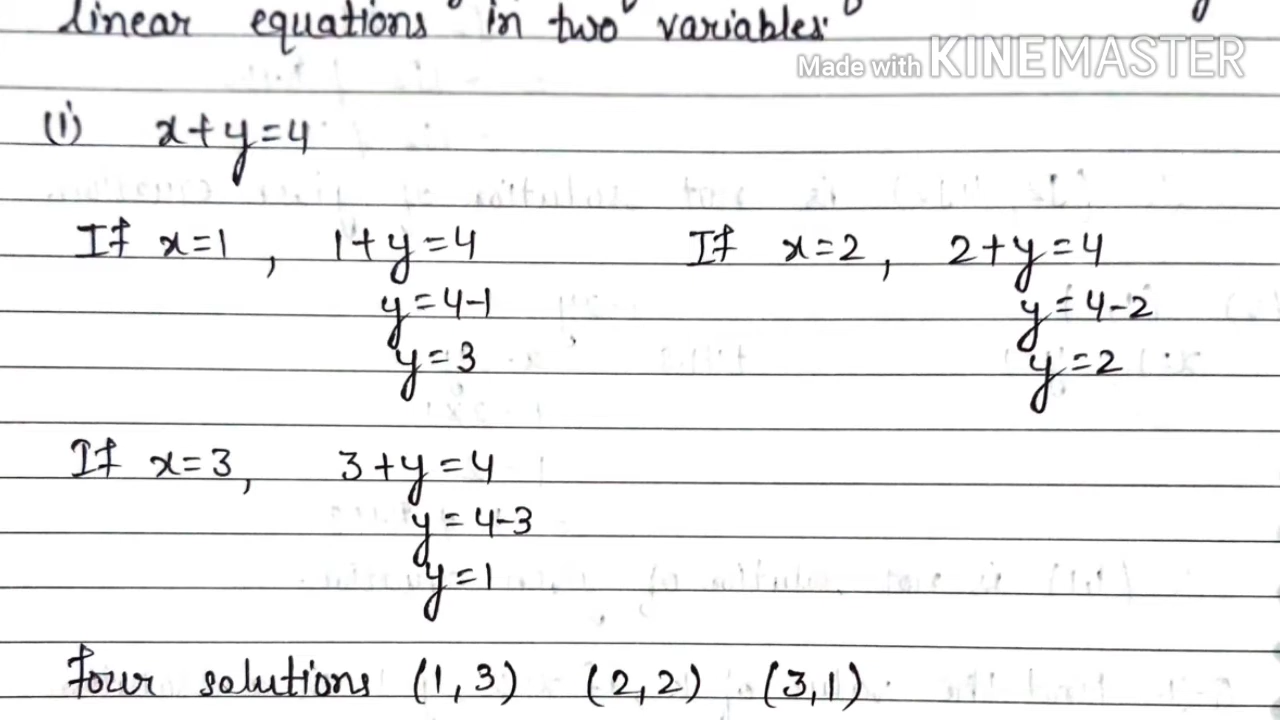 linear equations in two variables.
Made with KINEMASTER
(i) x+y=4
If x=1, 1+y=4 If x=2, 2+y=4
y=4-1 y=4-2
y=3 y=2
If x=3, 3+y=4
y=4-3
y=1
four solutions (1,3) (2,2) (3,1)